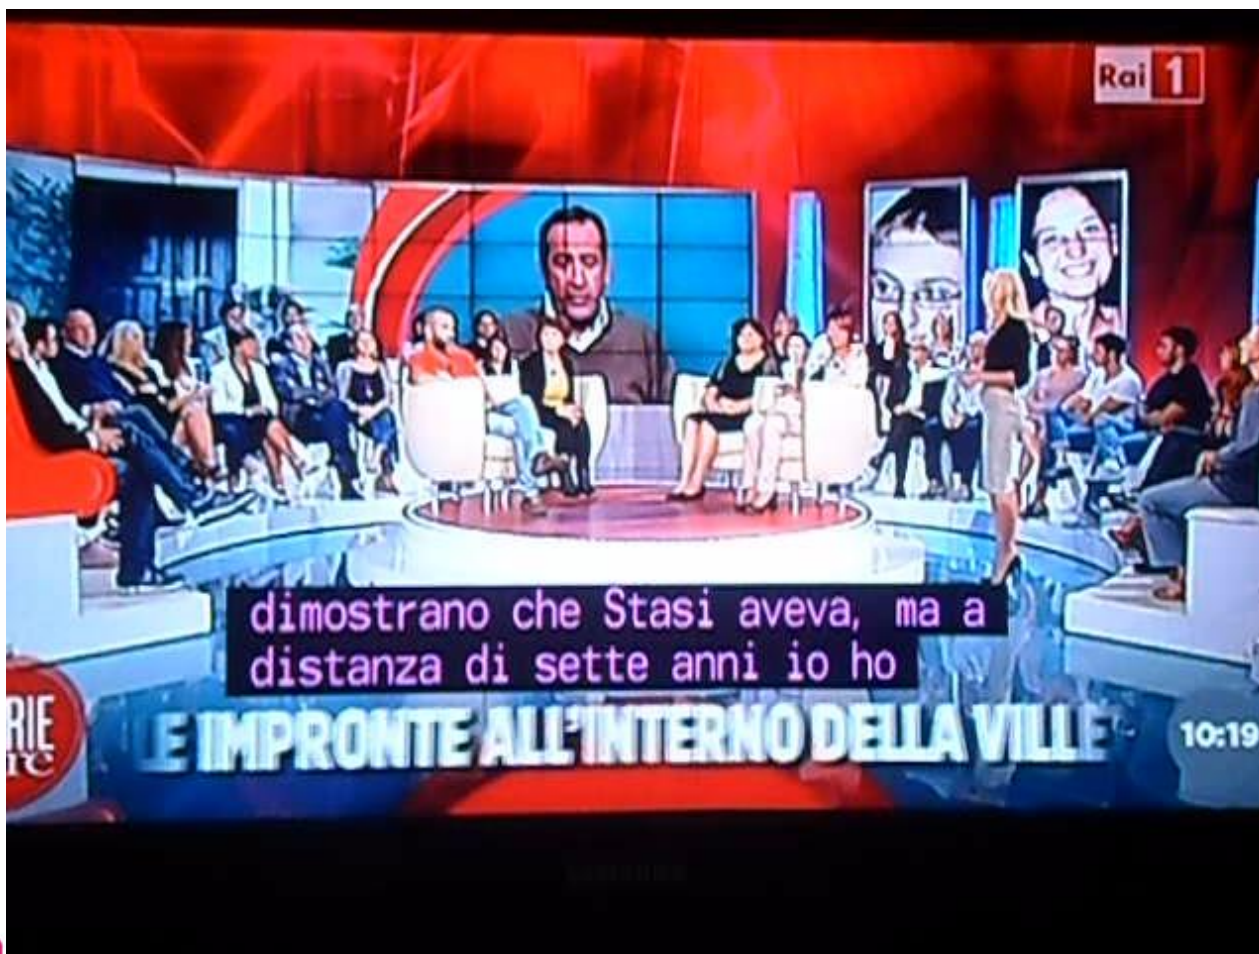 Rai 1
dimostrano che Stasi aveva, ma a
distanza di sette anni io ho
RIE
LE IMPRONTE ALL'INTERNO DELLA VILLE
10:19